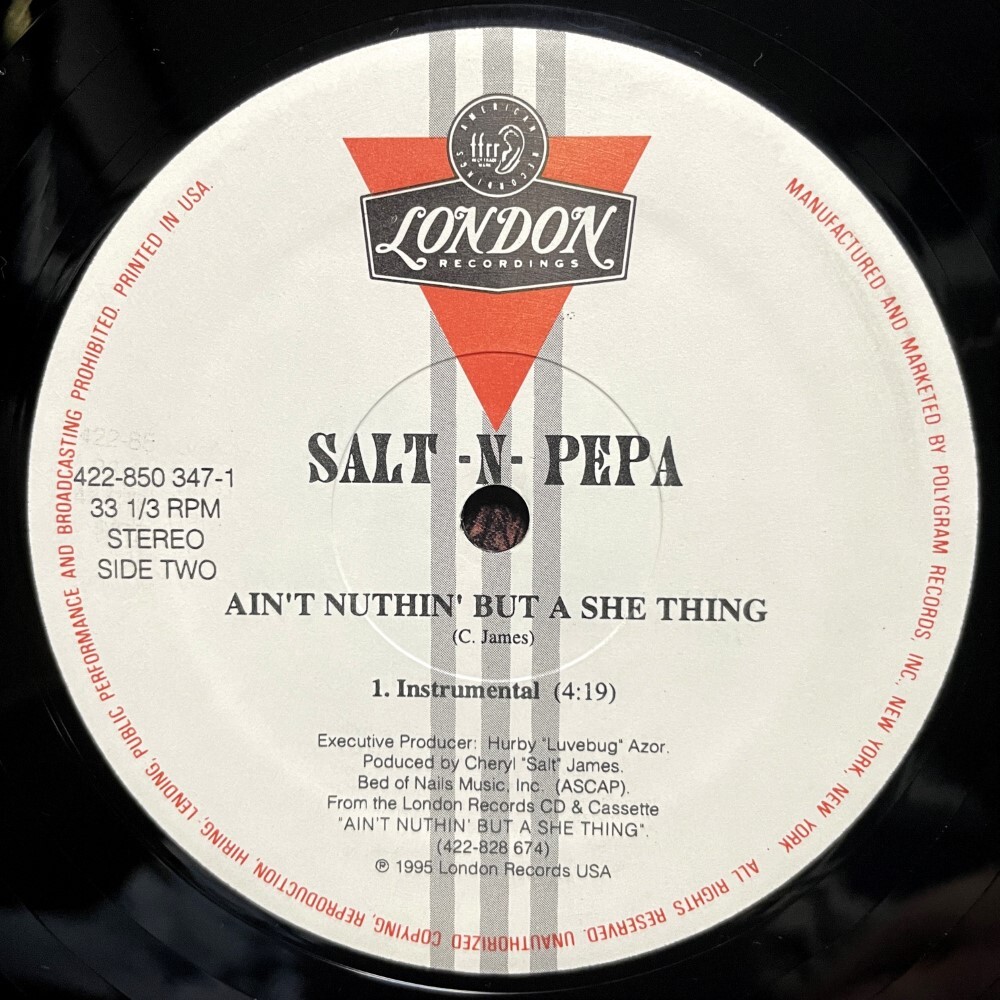 AMERICAN RECORDINGS
ffrr
LONDON
RECORDINGS
SALT -N- PEPA
422-850 347-1
33 1/3 RPM
STEREO
SIDE TWO
AIN'T NUTHIN' BUT A SHE THING
(C. James)
1. Instrumental (4:19)
Executive Producer: Hurby "Luvebug" Azor.
Poduced by Cheryl "Salt" James.
Bed of Nails Music, Inc. (ASCAP).
From the London Records CD & Cassette
"AIN'T NUTHIN' BUT A SHE THING".
(422-828 674)
℗ 1995 London Records USA
MANUFACTURED AND MARKETED BY POLYGRAM RECORDS, INC., NEW YORK, NEW YORK. ALL RIGHTS RESERVED. UNAUTHORIZED COPYING, REPRODUCTION, HIRING, LENDING, PUBLIC PERFORMANCE AND BROADCASTING PROHIBITED. PRINTED IN USA.